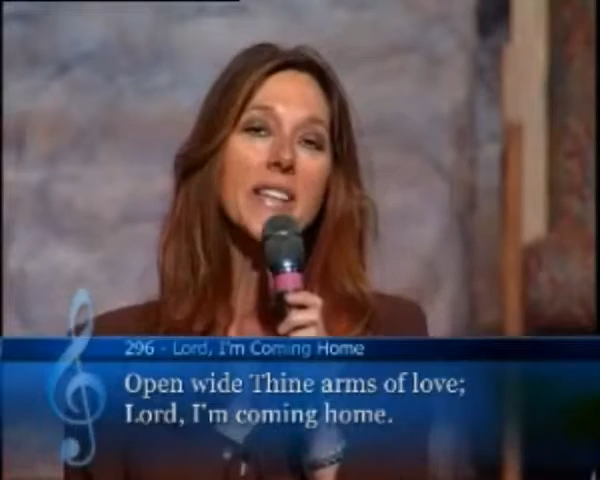 296 - Lord, I'm Coming Home
Open wide Thine arms of love;
Lord, I'm coming home.